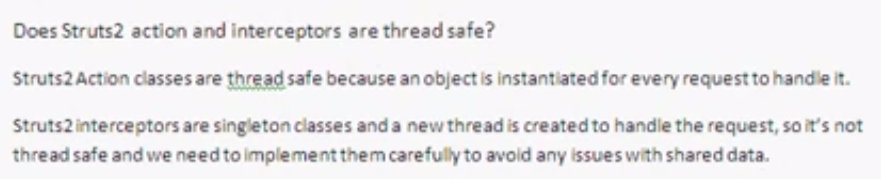 Does Struts2 action and interceptors are thread safe?
Struts2 Action classes are thread safe because an object is instantiated for every request to handle it.
Struts2 interceptors are singleton classes and a new thread is created to handle the request, so it's not
thread safe and we need to implement them carefully to avoid any issues with shared data.